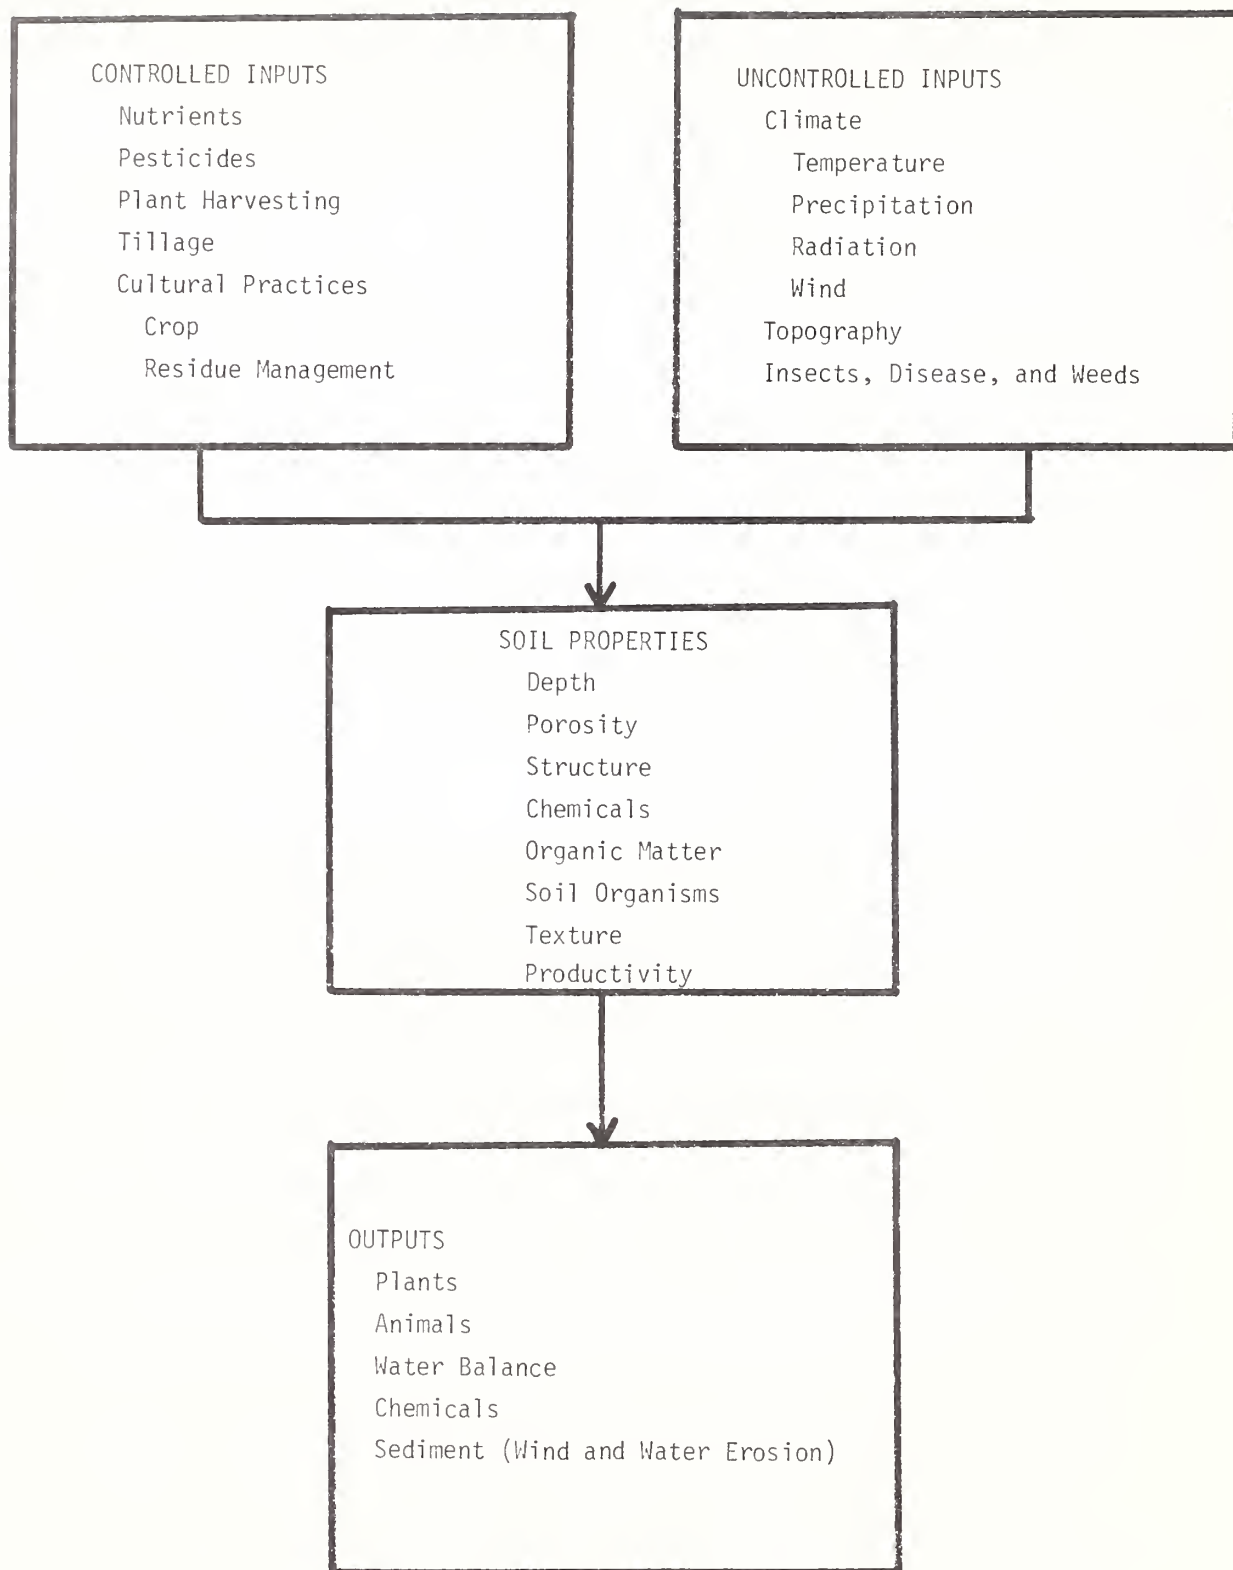 CONTROLLED INPUTS
Nutrients
Pesticides
Plant Harvesting
Tillage
Cultural Practices
Crop
Residue Management
UNCONTROLLED INPUTS
Climate
Temperature
Precipitation
Radiation
Wind
Topography
Insects, Disease, and Weeds
SOIL PROPERTIES
Depth
Porosity
Structure
Chemicals
Organic Matter
Soil Organisms
Texture
Productivity
OUTPUTS
Plants
Animals
Water Balance
Chemicals
Sediment (Wind and Water Erosion)